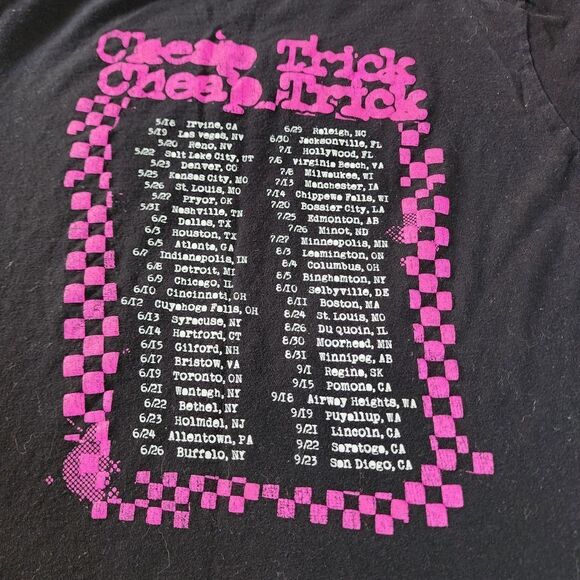 Cheap Trick
Cheap Trick
5/18 Irvine, CA
5/19 Las Vegas, NV
5/20 Reno, NV
5/22 Salt Lake City, UT
5/23 Denver, CO
5/25 Kansas City, MO
5/26 St. Louis, MO
5/27 Pryor, OK
5/31 Nashville, TN
6/2 Dallas, TX
6/3 Houston, TX
6/5 Atlanta, GA
6/7 Indianapolis, IN
6/8 Detroit, MI
6/9 Chicago, IL
6/10 Cincinnati, OH
6/12 Cuyahoga Falls, OH
6/13 Syracuse, NY
6/14 Hartford, CT
6/15 Gilford, NH
6/17 Bristow, VA
6/19 Toronto, ON
6/21 Wantagh, NY
6/22 Bethel, NY
6/23 Holmdel, NJ
6/24 Allentown, PA
6/26 Buffalo, NY
6/29 Raleigh, NC
6/30 Jacksonville, FL
7/1 Hollywood, FL
7/6 Virginia Beach, VA
7/8 Milwaukee, WI
7/13 Manchester, IA
7/14 Chippewa Falls, WI
7/20 Bossier City, LA
7/25 Edmonton, AB
7/26 Minot, ND
7/27 Minneapolis, MN
8/3 Leamington, ON
8/4 Columbus, OH
8/5 Binghamton, NY
8/10 Selbyville, DE
8/11 Boston, MA
8/24 St. Louis, MO
8/26 Du Quoin, IL
8/30 Moorhead, MN
8/31 Winnipeg, AB
9/1 Regina, SK
9/15 Pomona, CA
9/18 Airway Heights, WA
9/19 Puyallup, WA
9/21 Lincoln, CA
9/22 Saratoga, CA
9/23 San Diego, CA